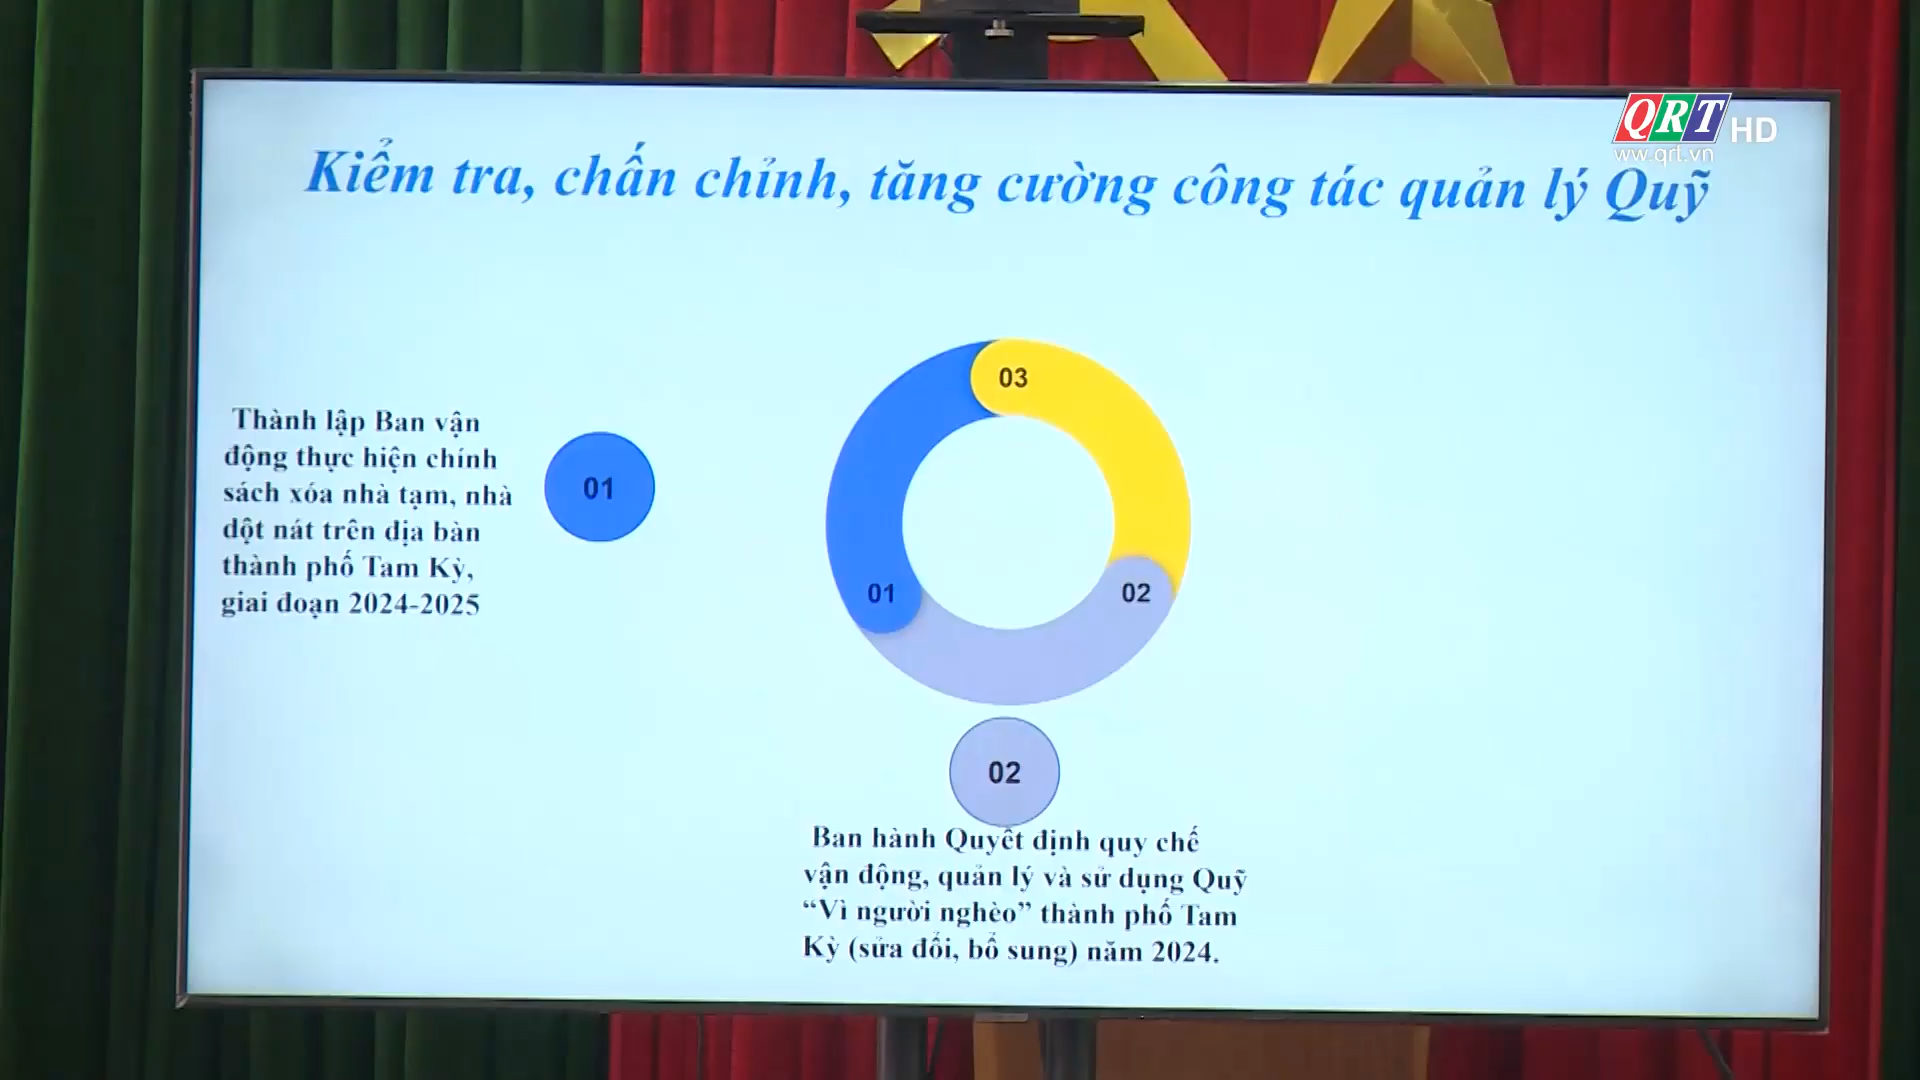 QRT HD
www.qrt.vn
Kiểm tra, chấn chỉnh, tăng cường công tác quản lý Quỹ
03
01
02
Thành lập Ban vận
động thực hiện chính
sách xóa nhà tạm, nhà
dột nát trên địa bàn
thành phố Tam Kỳ,
giai đoạn 2024-2025
01
02
Ban hành Quyết định quy chế
vận động, quản lý và sử dụng Quỹ
“Vì người nghèo” thành phố Tam
Kỳ (sửa đổi, bổ sung) năm 2024.